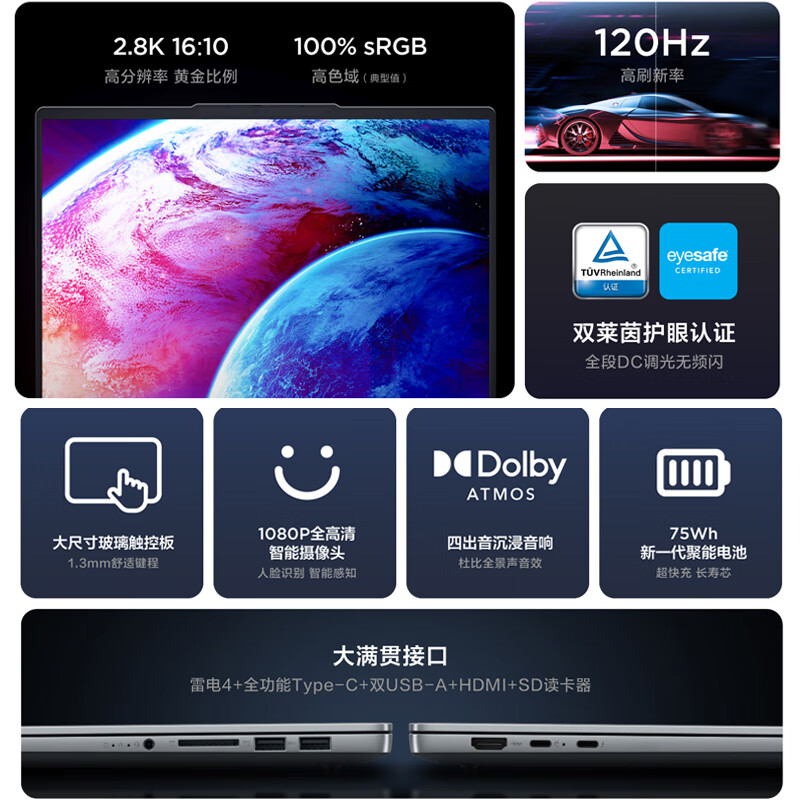 2.8K 16:10
高分辨率 黄金比例
100% sRGB
高色域（典型值）
120Hz
高刷新率
TÜVRheinland®
认证
eyesafe®
CERTIFIED
双莱茵护眼认证
全段DC调光无频闪
大尺寸玻璃触控板
1.3mm舒适键程
1080P全高清
智能摄像头
人脸识别 智能感知
Dolby
ATMOS
四出音沉浸音响
杜比全景声音效
75Wh
新一代聚能电池
超快充 长寿芯
大满贯接口
雷电4+全功能Type-C+双USB-A+HDMI+SD读卡器